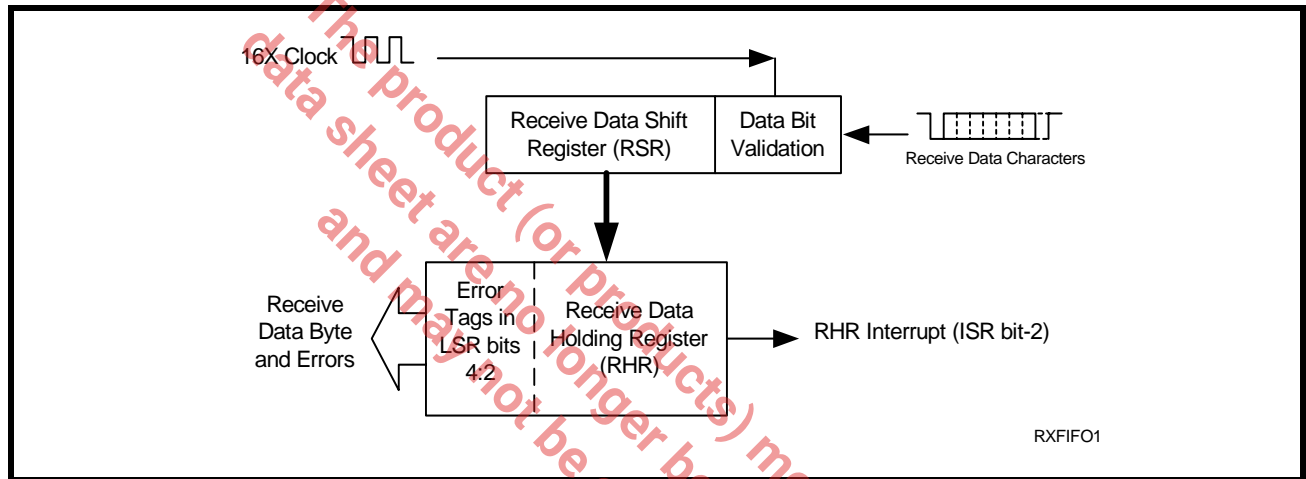 16X Clock
Receive Data Shift
Register (RSR)
Data Bit
Validation
Receive Data Characters
Receive
Data Byte
and Errors
Error
Tags in
LSR bits
4:2
Receive Data
Holding Register
(RHR)
RHR Interrupt (ISR bit-2)
RXFIFO1
The product (or products) me
data sheet are no longer be
and may not be